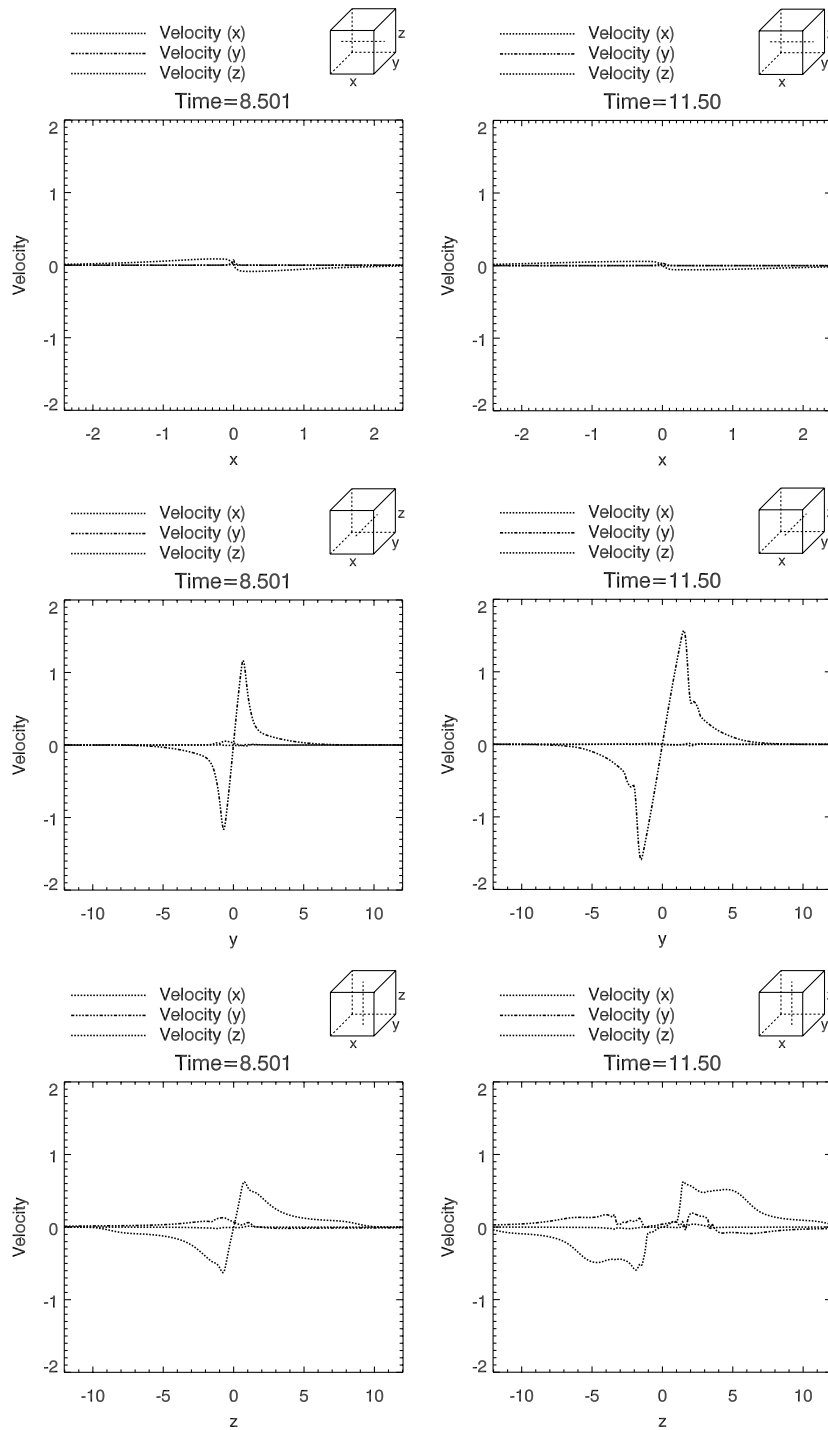 Velocity (x)
Velocity (y)
Velocity (z)
z
y
x
Time=8.501
2
1
0
-1
-2
Velocity
-2
-1
0
1
2
x
Velocity (x)
Velocity (y)
Velocity (z)
y
x
Time=11.50
2
1
0
-1
-2
Velocity
-2
-1
0
1
2
x
Velocity (x)
Velocity (y)
Velocity (z)
z
y
x
Time=8.501
2
1
0
-1
-2
Velocity
-10
-5
0
5
10
y
Velocity (x)
Velocity (y)
Velocity (z)
y
x
Time=11.50
2
1
0
-1
-2
Velocity
-10
-5
0
5
10
y
Velocity (x)
Velocity (y)
Velocity (z)
z
y
x
Time=8.501
2
1
0
-1
-2
Velocity
-10
-5
0
5
10
z
Velocity (x)
Velocity (y)
Velocity (z)
y
x
Time=11.50
2
1
0
-1
-2
Velocity
-10
-5
0
5
10
z